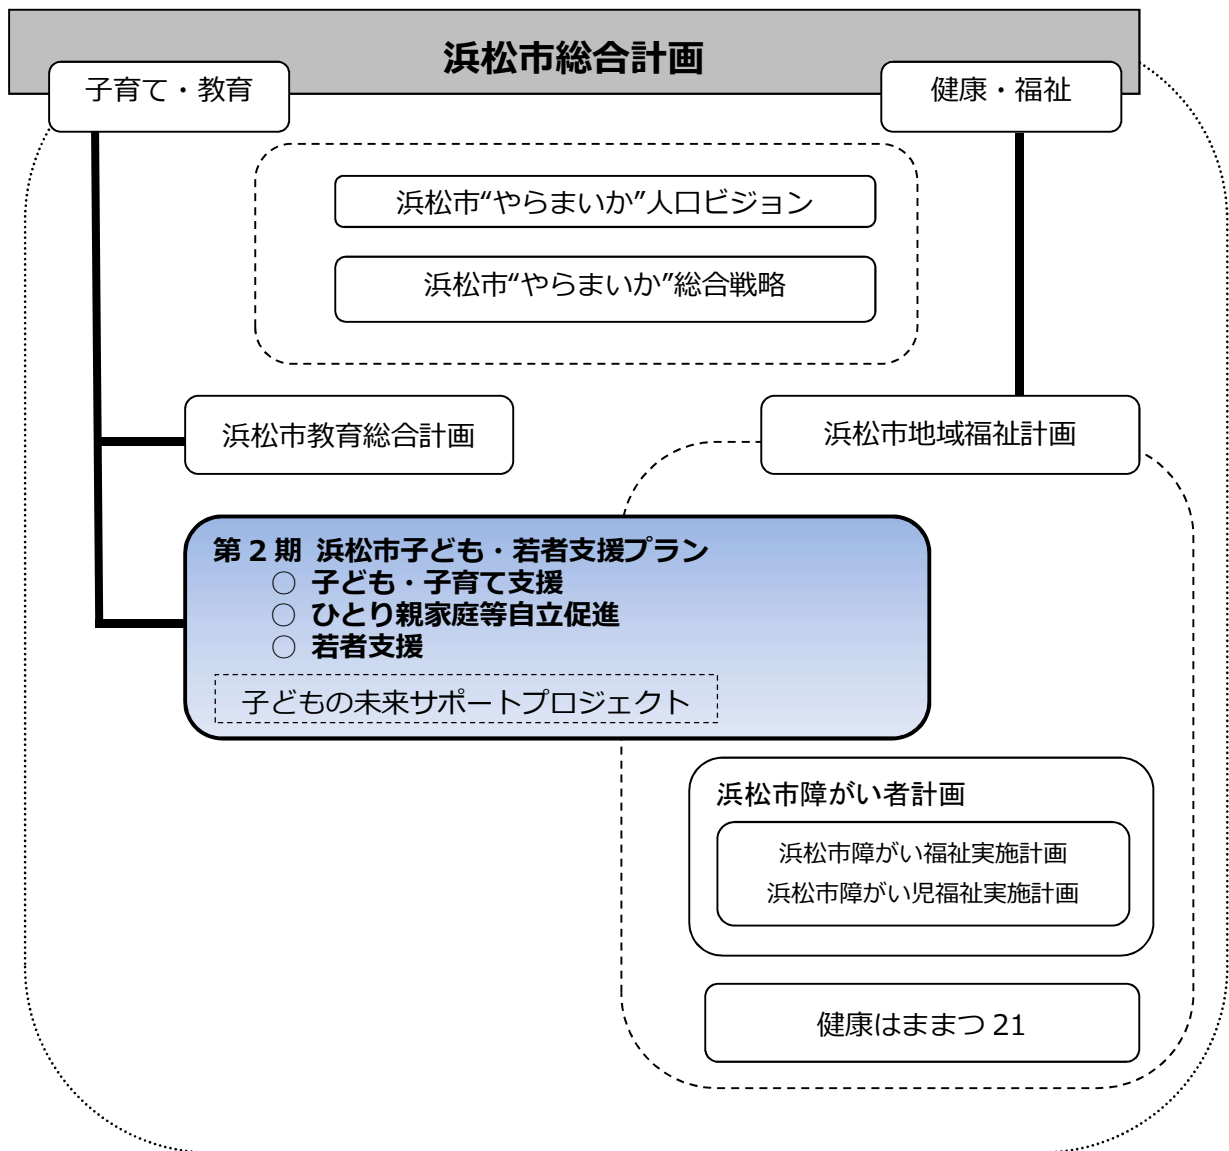 浜松市総合計画
子育て・教育
健康・福祉
浜松市“やらまいか”人口ビジョン
浜松市“やらまいか”総合戦略
浜松市教育総合計画
浜松市地域福祉計画
第2期 浜松市子ども・若者支援プラン
○ 子ども・子育て支援
○ ひとり親家庭等自立促進
○ 若者支援
子どもの未来サポートプロジェクト
浜松市障がい者計画
浜松市障がい福祉実施計画
浜松市障がい児福祉実施計画
健康はままつ 21